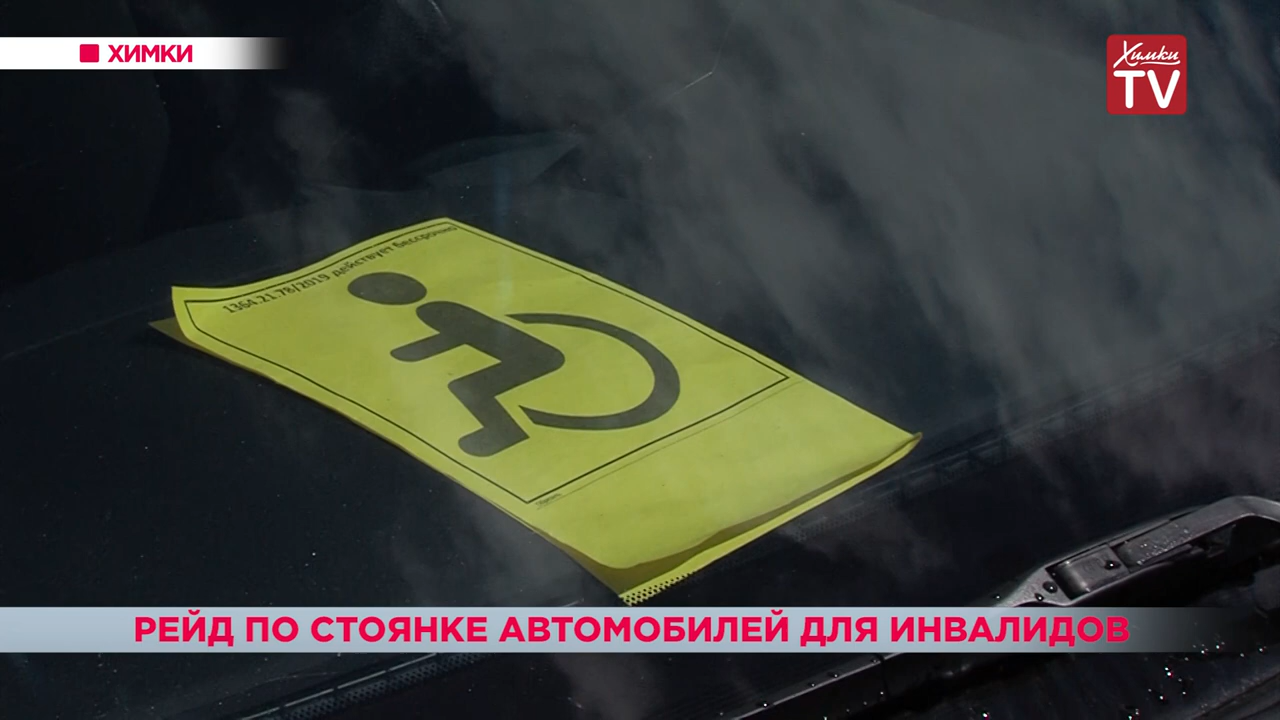 ХИМКИ
Химки
TV
1364.21.78/2019 действует бессрочно
РЕЙД ПО СТОЯНКЕ АВТОМОБИЛЕЙ ДЛЯ ИНВАЛИДОВ